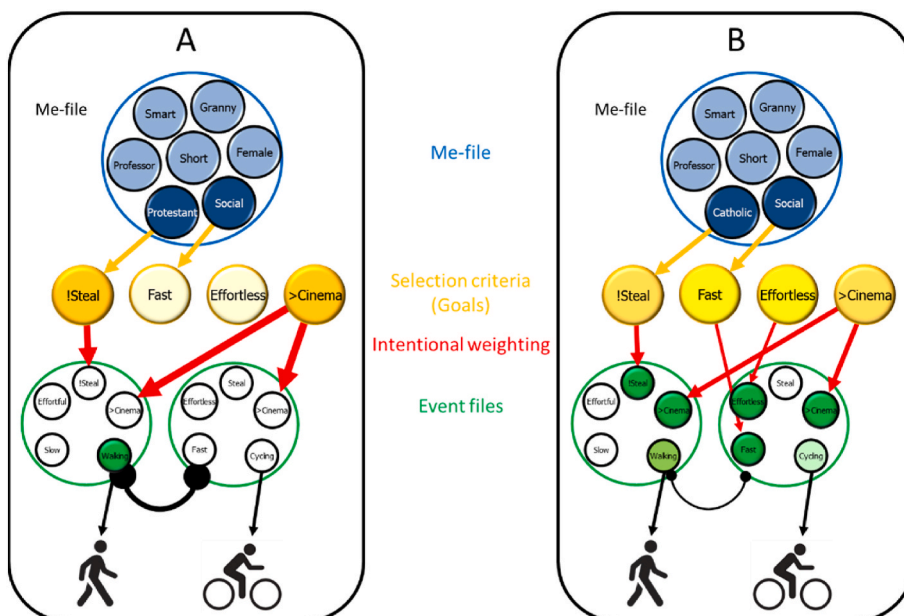 A
Me-file
Smart
Granny
Professor
Short
Female
Protestant
Social
!Steal
Fast
Effortless
>Cinema
!Steal
Effortful
>Cinema
Slow
Walking
Steal
Effortless
>Cinema
Fast
Cycling
Me-file
Selection criteria
(Goals)
Intentional weighting
Event files
B
Me-file
Smart
Granny
Professor
Short
Female
Catholic
Social
!Steal
Fast
Effortless
>Cinema
!Steal
Effortful
>Cinema
Slow
Walking
Steal
Effortless
>Cinema
Fast
Cycling